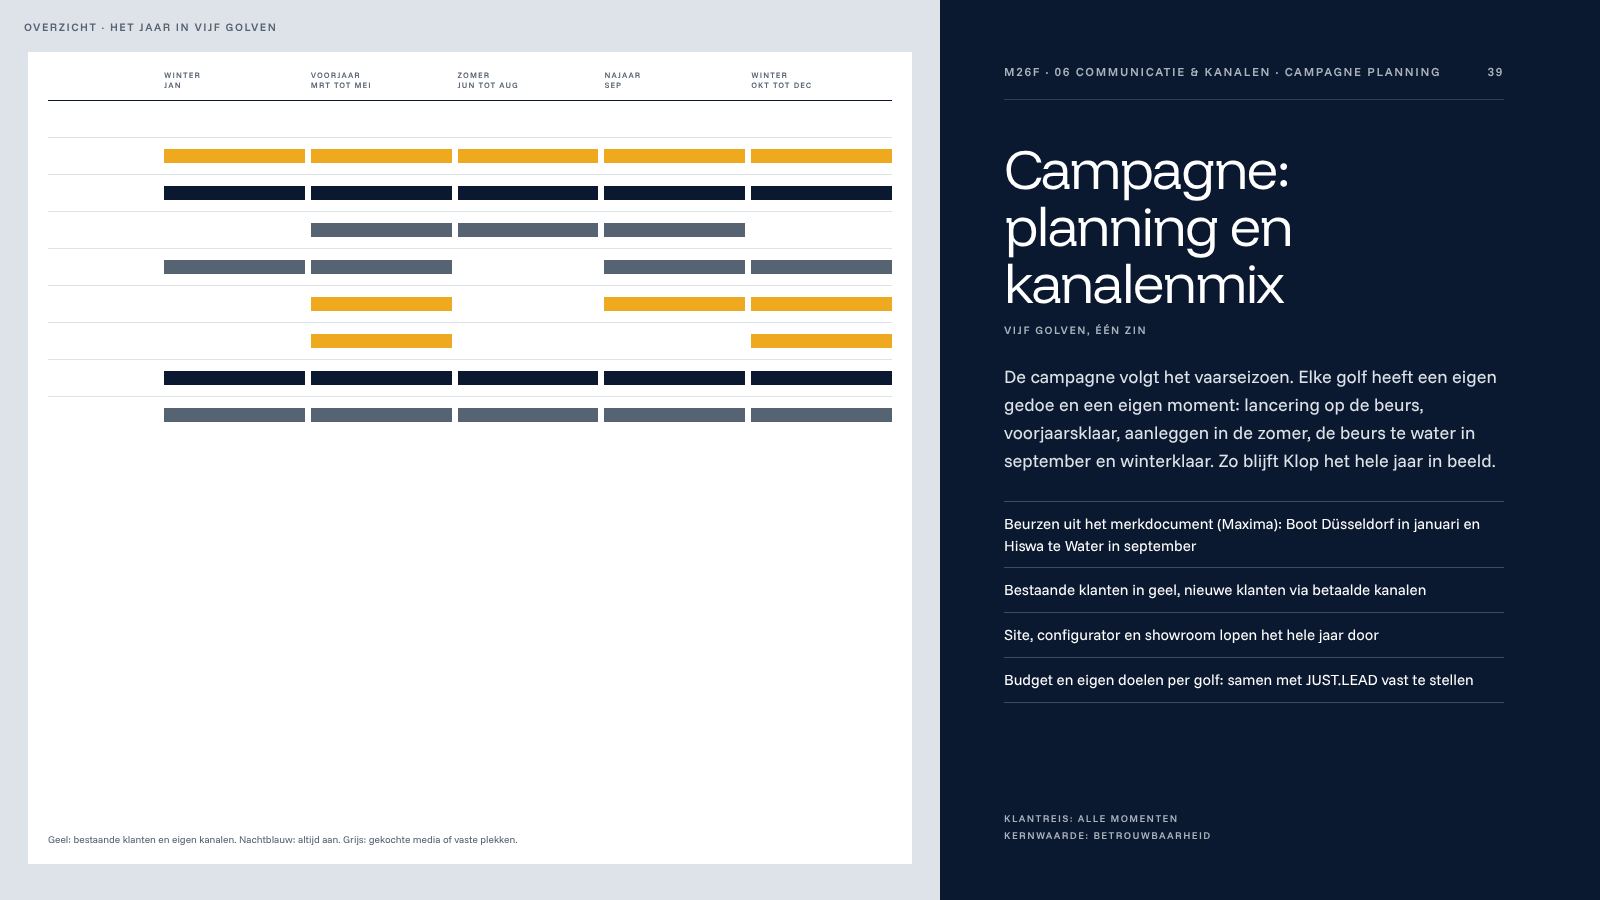 OVERZICHT · HET JAAR IN VIJF GOLVEN
WINTER
JAN
VOORJAAR
MRT TOT MEI
ZOMER
JUN TOT AUG
NAJAAR
SEP
WINTER
OKT TOT DEC
Geel: bestaande klanten en eigen kanalen. Nachtblauw: altijd aan. Grijs: gekochte media of vaste plekken.
M26F · 06 COMMUNICATIE & KANALEN · CAMPAGNE PLANNING 39
Campagne:
planning en
kanalenmix
VIJF GOLVEN, ÉÉN ZIN
De campagne volgt het vaarseizoen. Elke golf heeft een eigen
gedoe en een eigen moment: lancering op de beurs,
voorjaarsklaar, aanleggen in de zomer, de beurs te water in
september en winterklaar. Zo blijft Klop het hele jaar in beeld.
Beurzen uit het merkdocument (Maxima): Boot Düsseldorf in januari en
Hiswa te Water in september
Bestaande klanten in geel, nieuwe klanten via betaalde kanalen
Site, configurator en showroom lopen het hele jaar door
Budget en eigen doelen per golf: samen met JUST.LEAD vast te stellen
KLANTREIS: ALLE MOMENTEN
KERNWAARDE: BETROUWBAARHEID